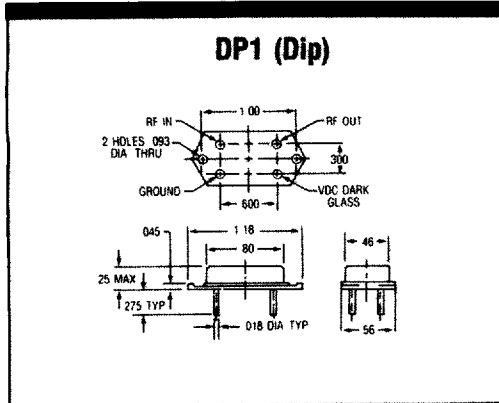 DP1 (Dip)
1 00
RF IN
RF OUT
2 HOLES 093
DIA THRU
300
GROUND
VDC DARK
GLASS
600
045
1 18
80
46
25 MAX
275 TYP
018 DIA TYP
56